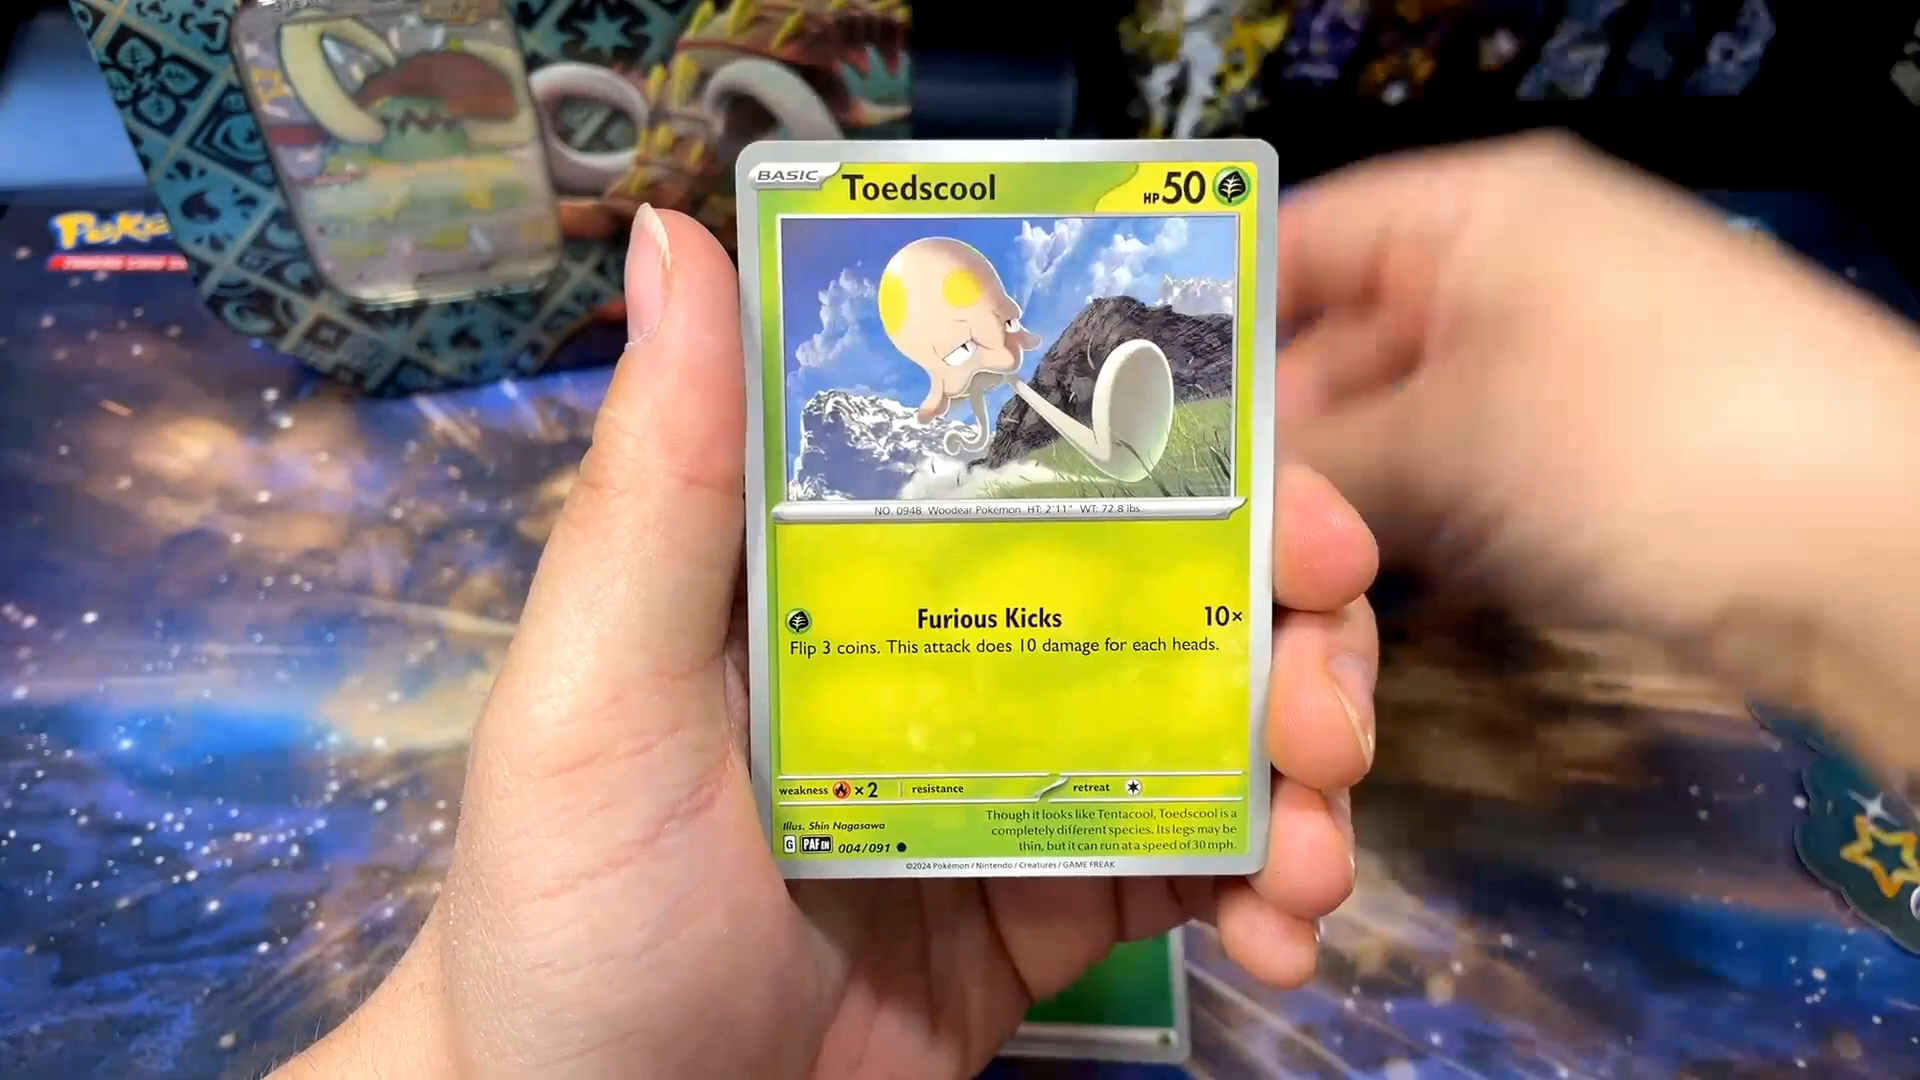 BASIC Toedscool HP 50
NO. 0948 Woodear Pokémon HT: 2'11" WT: 72.8 lbs
Furious Kicks 10×
Flip 3 coins. This attack does 10 damage for each heads.
weakness ×2 resistance retreat
Illus. Shin Nagasawa
Though it looks like Tentacool, Toedscool is a
completely different species. Its legs may be
thin, but it can run at a speed of 30 mph.
G PAF EN 004/091
©2024 Pokémon / Nintendo / Creatures / GAME FREAK